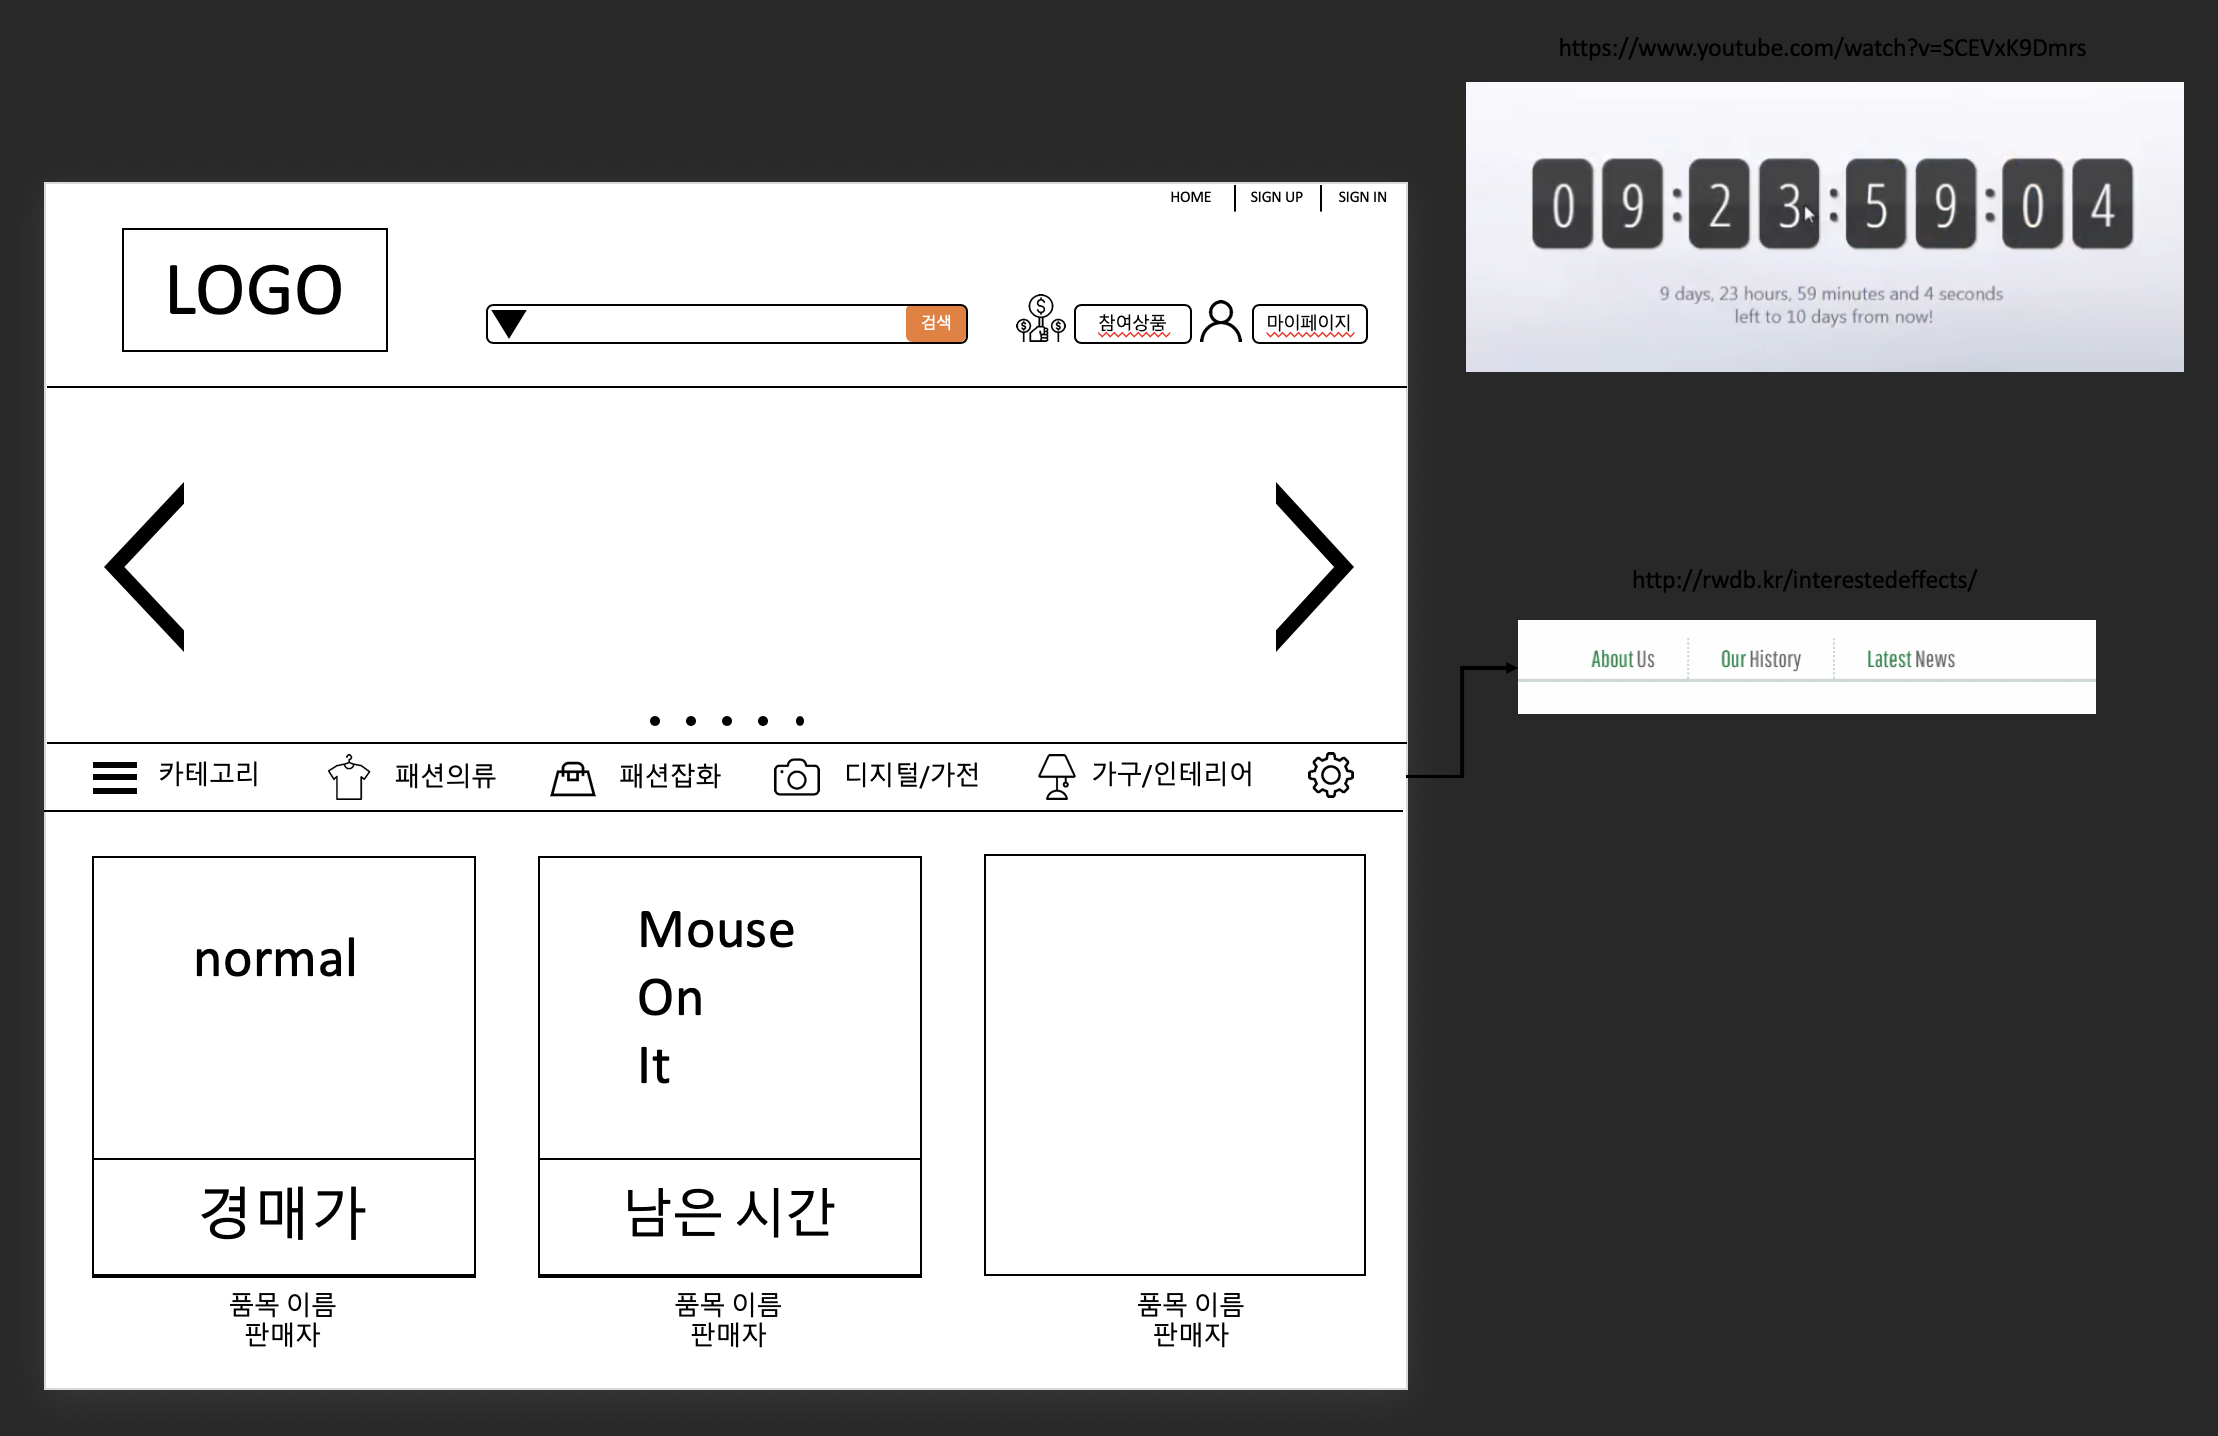 https://www.youtube.com/watch?v=SCEVxK9Dmrs
09:23:59:04
9 days, 23 hours, 59 minutes and 4 seconds
left to 10 days from now!
HOME SIGN UP SIGN IN
LOGO
검색
참여상품
마이페이지
http://rwdb.kr/interestedeffects/
About Us Our History Latest News
카테고리 패션의류 패션잡화 디지털/가전 가구/인테리어
normal
경매가
품목 이름
판매자
Mouse
On
It
남은 시간
품목 이름
판매자
품목 이름
판매자